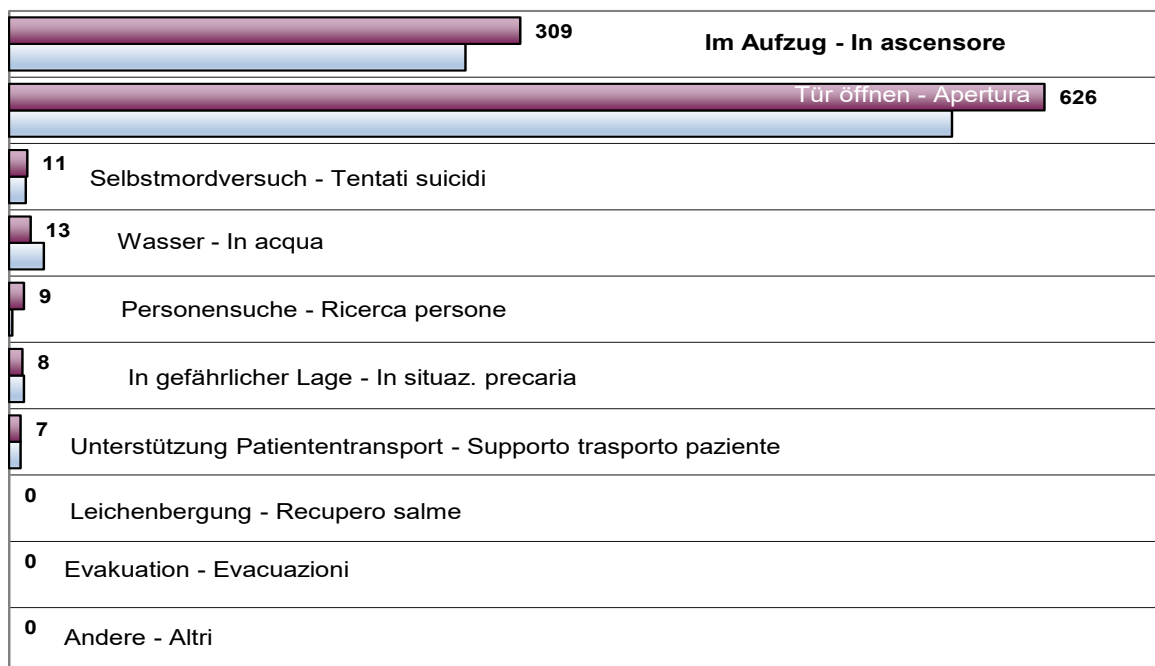 309 Im Aufzug - In ascensore
Tür öffnen - Apertura 626
11 Selbstmordversuch - Tentati suicidi
13 Wasser - In acqua
9 Personensuche - Ricerca persone
8 In gefährlicher Lage - In situaz. precaria
7 Unterstützung Patiententransport - Supporto trasporto paziente
0 Leichenbergung - Recupero salme
0 Evakuation - Evacuazioni
0 Andere - Altri